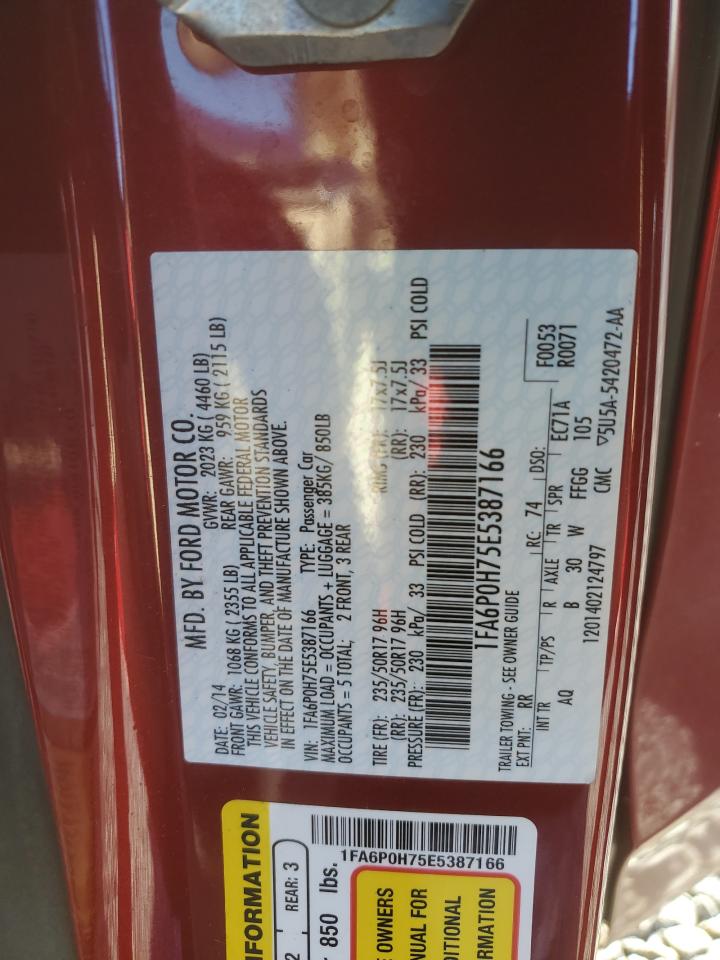 MFD. BY FORD MOTOR CO.
DATE: 02/14 GVWR: 2023 KG ( 4460 LB)
FRONT GAWR: 1068 KG ( 2355 LB) REAR GAWR: 959 KG ( 2115 LB)
THIS VEHICLE CONFORMS TO ALL APPLICABLE FEDERAL MOTOR
VEHICLE SAFETY, BUMPER, AND THEFT PREVENTION STANDARDS
IN EFFECT ON THE DATE OF MANUFACTURE SHOWN ABOVE.
VIN: 1FA6P0H75E5387166 TYPE: Passenger Car
MAXIMUM LOAD = OCCUPANTS + LUGGAGE = 385KG/ 850LB
OCCUPANTS = 5 TOTAL; 2 FRONT, 3 REAR
TIRE (FR): 235/50R17 96H RIM(G (FR): 17x7.5J
(RR): 235/50R17 96H (RR): 17x7.5J
PRESSURE (FR): 230 kPa/ 33 PSI COLD (RR): 230 kPa/ 33 PSI COLD
1FA6P0H75E5387166
TRAILER TOWING - SEE OWNER GUIDE
EXT PNT: RR RC: 74 DSO: F0053
R0071
INT TR TP/PS R AXLE TR SPR EC71A
AQ B 30 W FFGG 105
1201402124797 CMC ▽5U5A-5420472-AA
INFORMATION
2 REAR: 3
850 lbs.
1FA6P0H75E5387166
E OWNERS
NUAL FOR
DITIONAL
RMATION